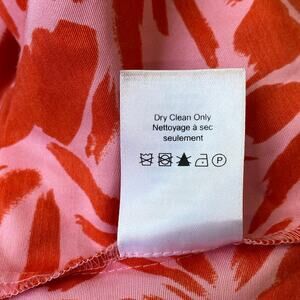 Dry Clean Only
Nettoyage à sec
seulement
P